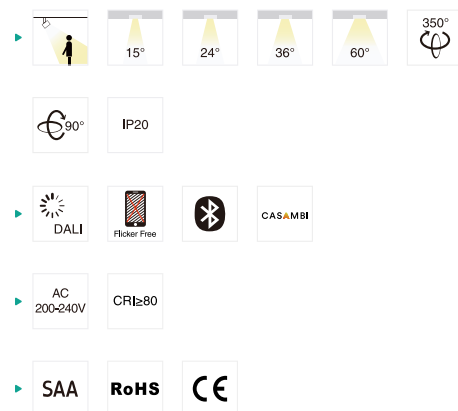 15°
24°
36°
60°
350°
90°
IP20
DALI
Flicker Free
CASAMBI
AC
200-240V
CRI≥80
SAA
RoHS
CE